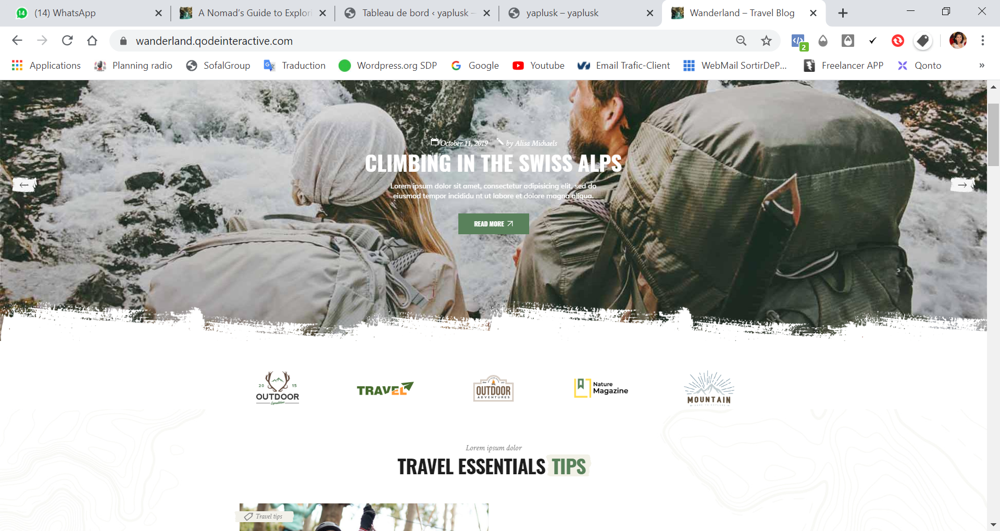 14
(14) WhatsApp
A Nomad's Guide to Explori
Tableau de bord ‹ yaplusk –
yaplusk – yaplusk
Wanderland – Travel Blog
wanderland.qodeinteractive.com
2
Applications
Planning radio
SofalGroup
Traduction
Wordpress.org SDP
Google
Youtube
Email Trafic-Client
WebMail SortirDeP...
Freelancer APP
Qonto
»
October 11, 2019 by Alisa Michaels
CLIMBING IN THE SWISS ALPS
Lorem ipsum dolor sit amet, consectetur adipisicing elit, sed do
eiusmod tempor incididu nt ut labore et dolore magna aliqua.
READ MORE
20 15
OUTDOOR
Expedition
TRAVEL
OUTDOOR
ADVENTURES
Nature
Magazine
MOUNTAIN
Lorem ipsum dolor
TRAVEL ESSENTIALS TIPS
Travel tips